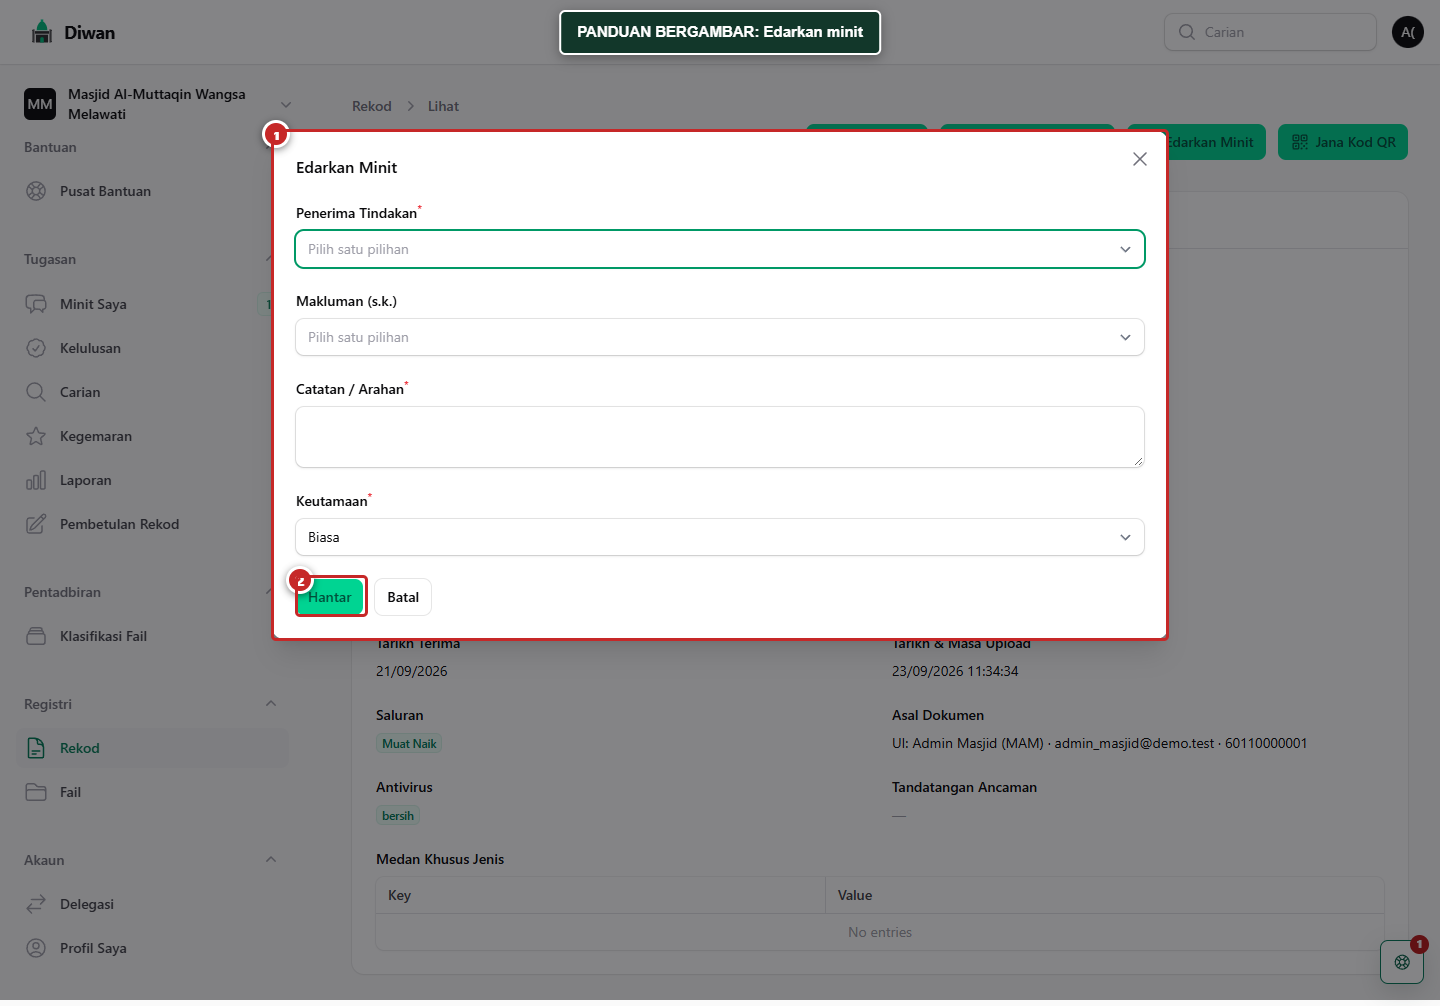 Diwan
PANDUAN BERGAMBAR: Edarkan minit
Carian
A(
MM
Masjid Al-Muttaqin Wangsa
Melawati
Rekod > Lihat
Bantuan
Pusat Bantuan
Tugasan
Minit Saya
1
Kelulusan
Carian
Kegemaran
Laporan
Pembetulan Rekod
Pentadbiran
Klasifikasi Fail
Registri
Rekod
Fail
Akaun
Delegasi
Profil Saya
Edarkan Minit
Jana Kod QR
1
Edarkan Minit
Penerima Tindakan*
Pilih satu pilihan
Makluman (s.k.)
Pilih satu pilihan
Catatan / Arahan*
Keutamaan*
Biasa
2
Hantar
Batal
Tarikh Terima
Tarikh & Masa Upload
21/09/2026
23/09/2026 11:34:34
Saluran
Asal Dokumen
Muat Naik
UI: Admin Masjid (MAM) · admin_masjid@demo.test · 60110000001
Antivirus
Tandatangan Ancaman
bersih
—
Medan Khusus Jenis
Key
Value
No entries
1